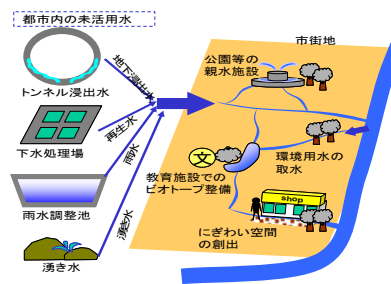 都市内の未活用水
トンネル浸出水
下水処理場
雨水調整池
湧き水
地下浸出水
再生水
雨水
湧き水
市街地
公園等の
親水施設
文
教育施設での
ビオトープ整備
環境用水の
取水
shop
にぎわい空間
の創出